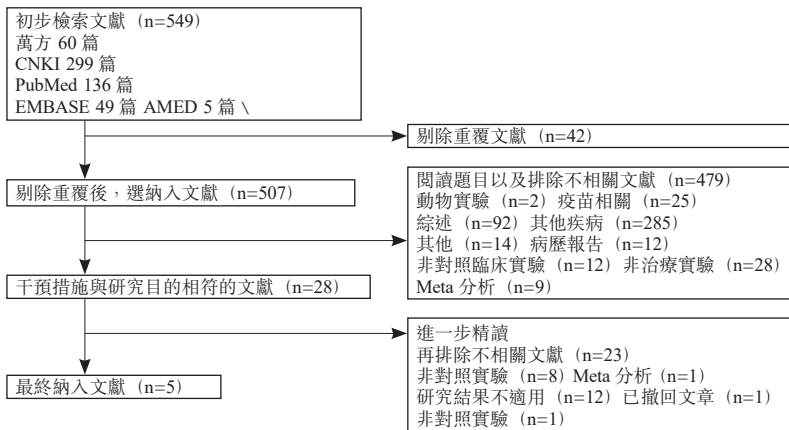 初步檢索文獻（n=549）
萬方 60 篇
CNKI 299 篇
PubMed 136 篇
EMBASE 49 篇 AMED 5 篇 \
剔除重覆文獻（n=42）
剔除重覆後，選納入文獻（n=507）
閱讀題目以及排除不相關文獻（n=479）
動物實驗（n=2）疫苗相關（n=25）
綜述（n=92）其他疾病（n=285）
其他（n=14）病歷報告（n=12）
非對照臨床實驗（n=12）非治療實驗（n=28）
Meta 分析（n=9）
干預措施與研究目的相符的文獻（n=28）
進一步精讀
再排除不相關文獻（n=23）
非對照實驗（n=8）Meta 分析（n=1）
研究結果不適用（n=12）已撤回文章（n=1）
非對照實驗（n=1）
最終納入文獻（n=5）